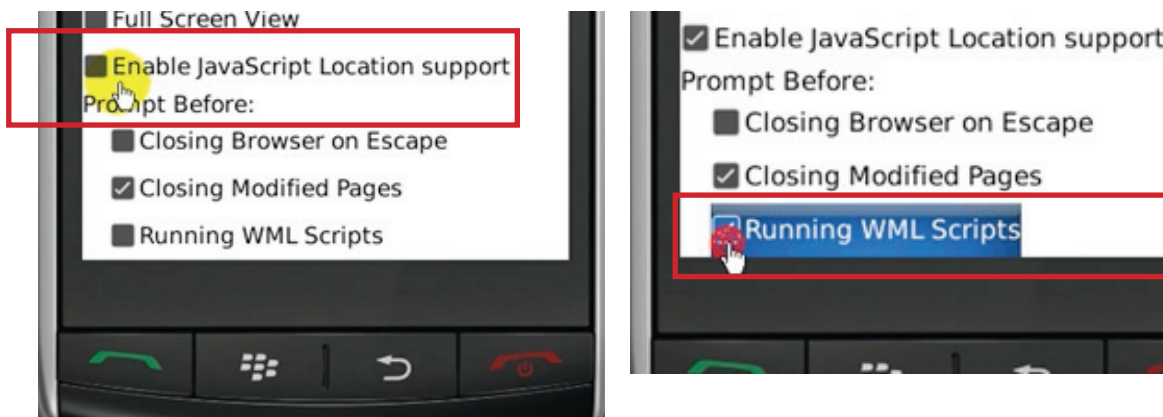 Full Screen View
Enable JavaScript Location support
Prompt Before:
Closing Browser on Escape
Closing Modified Pages
Running WML Scripts
Enable JavaScript Location support
Prompt Before:
Closing Browser on Escape
Closing Modified Pages
Running WML Scripts